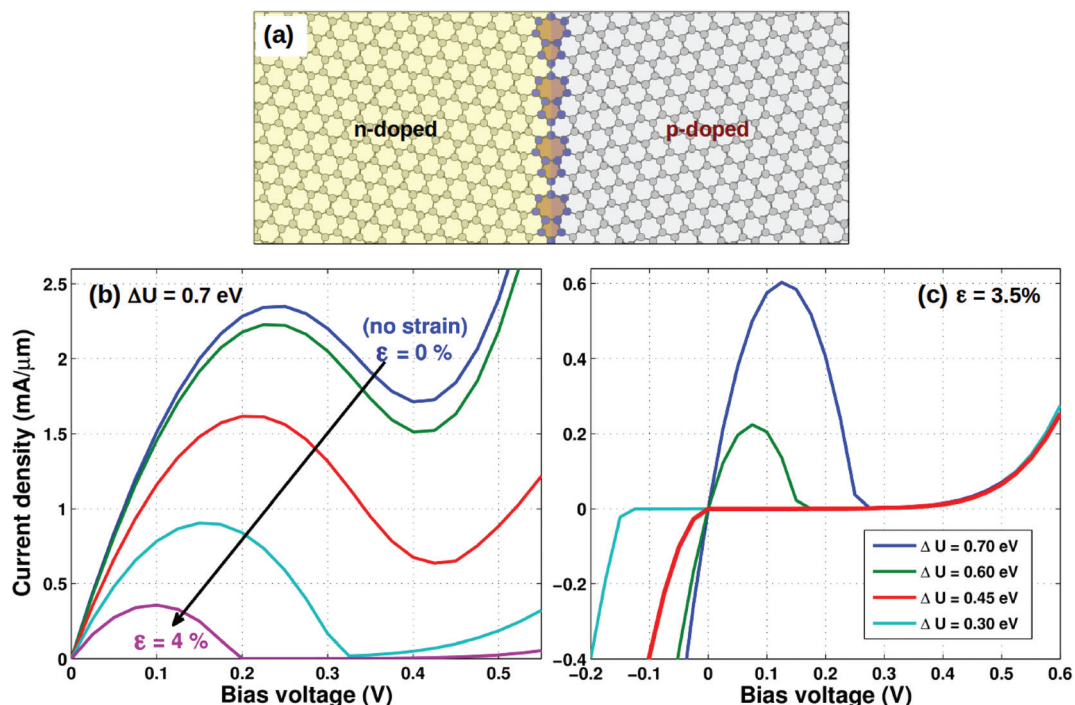 (a)
n-doped
p-doped
(b) ΔU = 0.7 eV
(no strain)
ε = 0 %
ε = 4 %
Current density (mA/μm)
2.5
2
1.5
1
0.5
0
0
0.1
0.2
0.3
0.4
0.5
Bias voltage (V)
(c)
ε = 3.5%
0.6
0.4
0.2
0
−0.2
−0.4
Δ U = 0.70 eV
Δ U = 0.60 eV
Δ U = 0.45 eV
Δ U = 0.30 eV
−0.2
−0.1
0
0.1
0.2
0.3
0.4
0.5
0.6
Bias voltage (V)